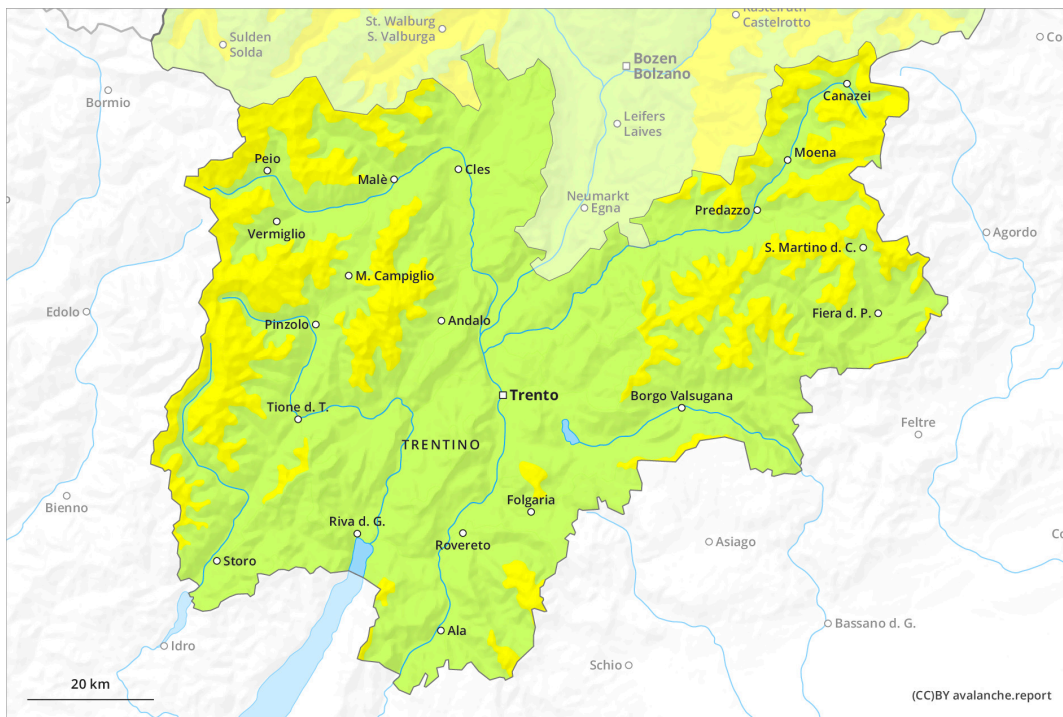 St. Walburg
S. Valburga
Kastelruth
Castelrotto
Sulden
Solda
Bozen
Bolzano
Bormio
Canazei
Leifers
Laives
Moena
Peio
Cles
Malè
Neumarkt
Egna
Predazzo
Vermiglio
Agordo
S. Martino d. C.
M. Campiglio
Edolo
Pinzolo
Andalo
Fiera d. P.
Trento
Borgo Valsugana
Tione d. T.
Feltre
TRENTINO
Bienno
Folgaria
Riva d. G.
Rovereto
Asiago
Storo
Ala
Bassano d. G.
Idro
Schio
20 km
(CC)BY avalanche.report